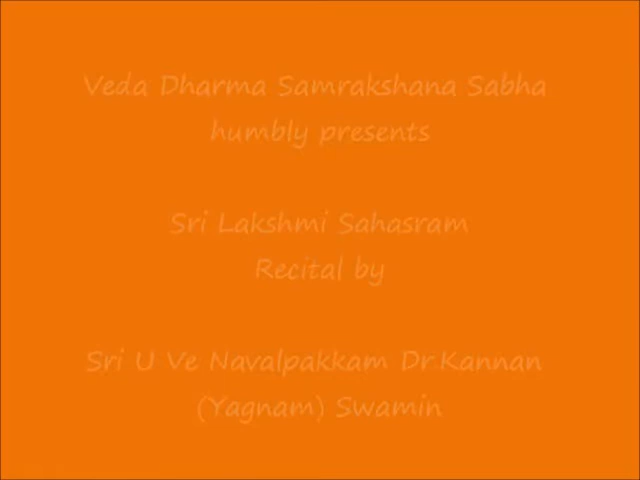 Veda Dharma Samrakshana Sabha
humbly presents
Sri Lakshmi Sahasram
Recital by
Sri U Ve Navalpakkam Dr.Kannan
(Yagnam) Swamin